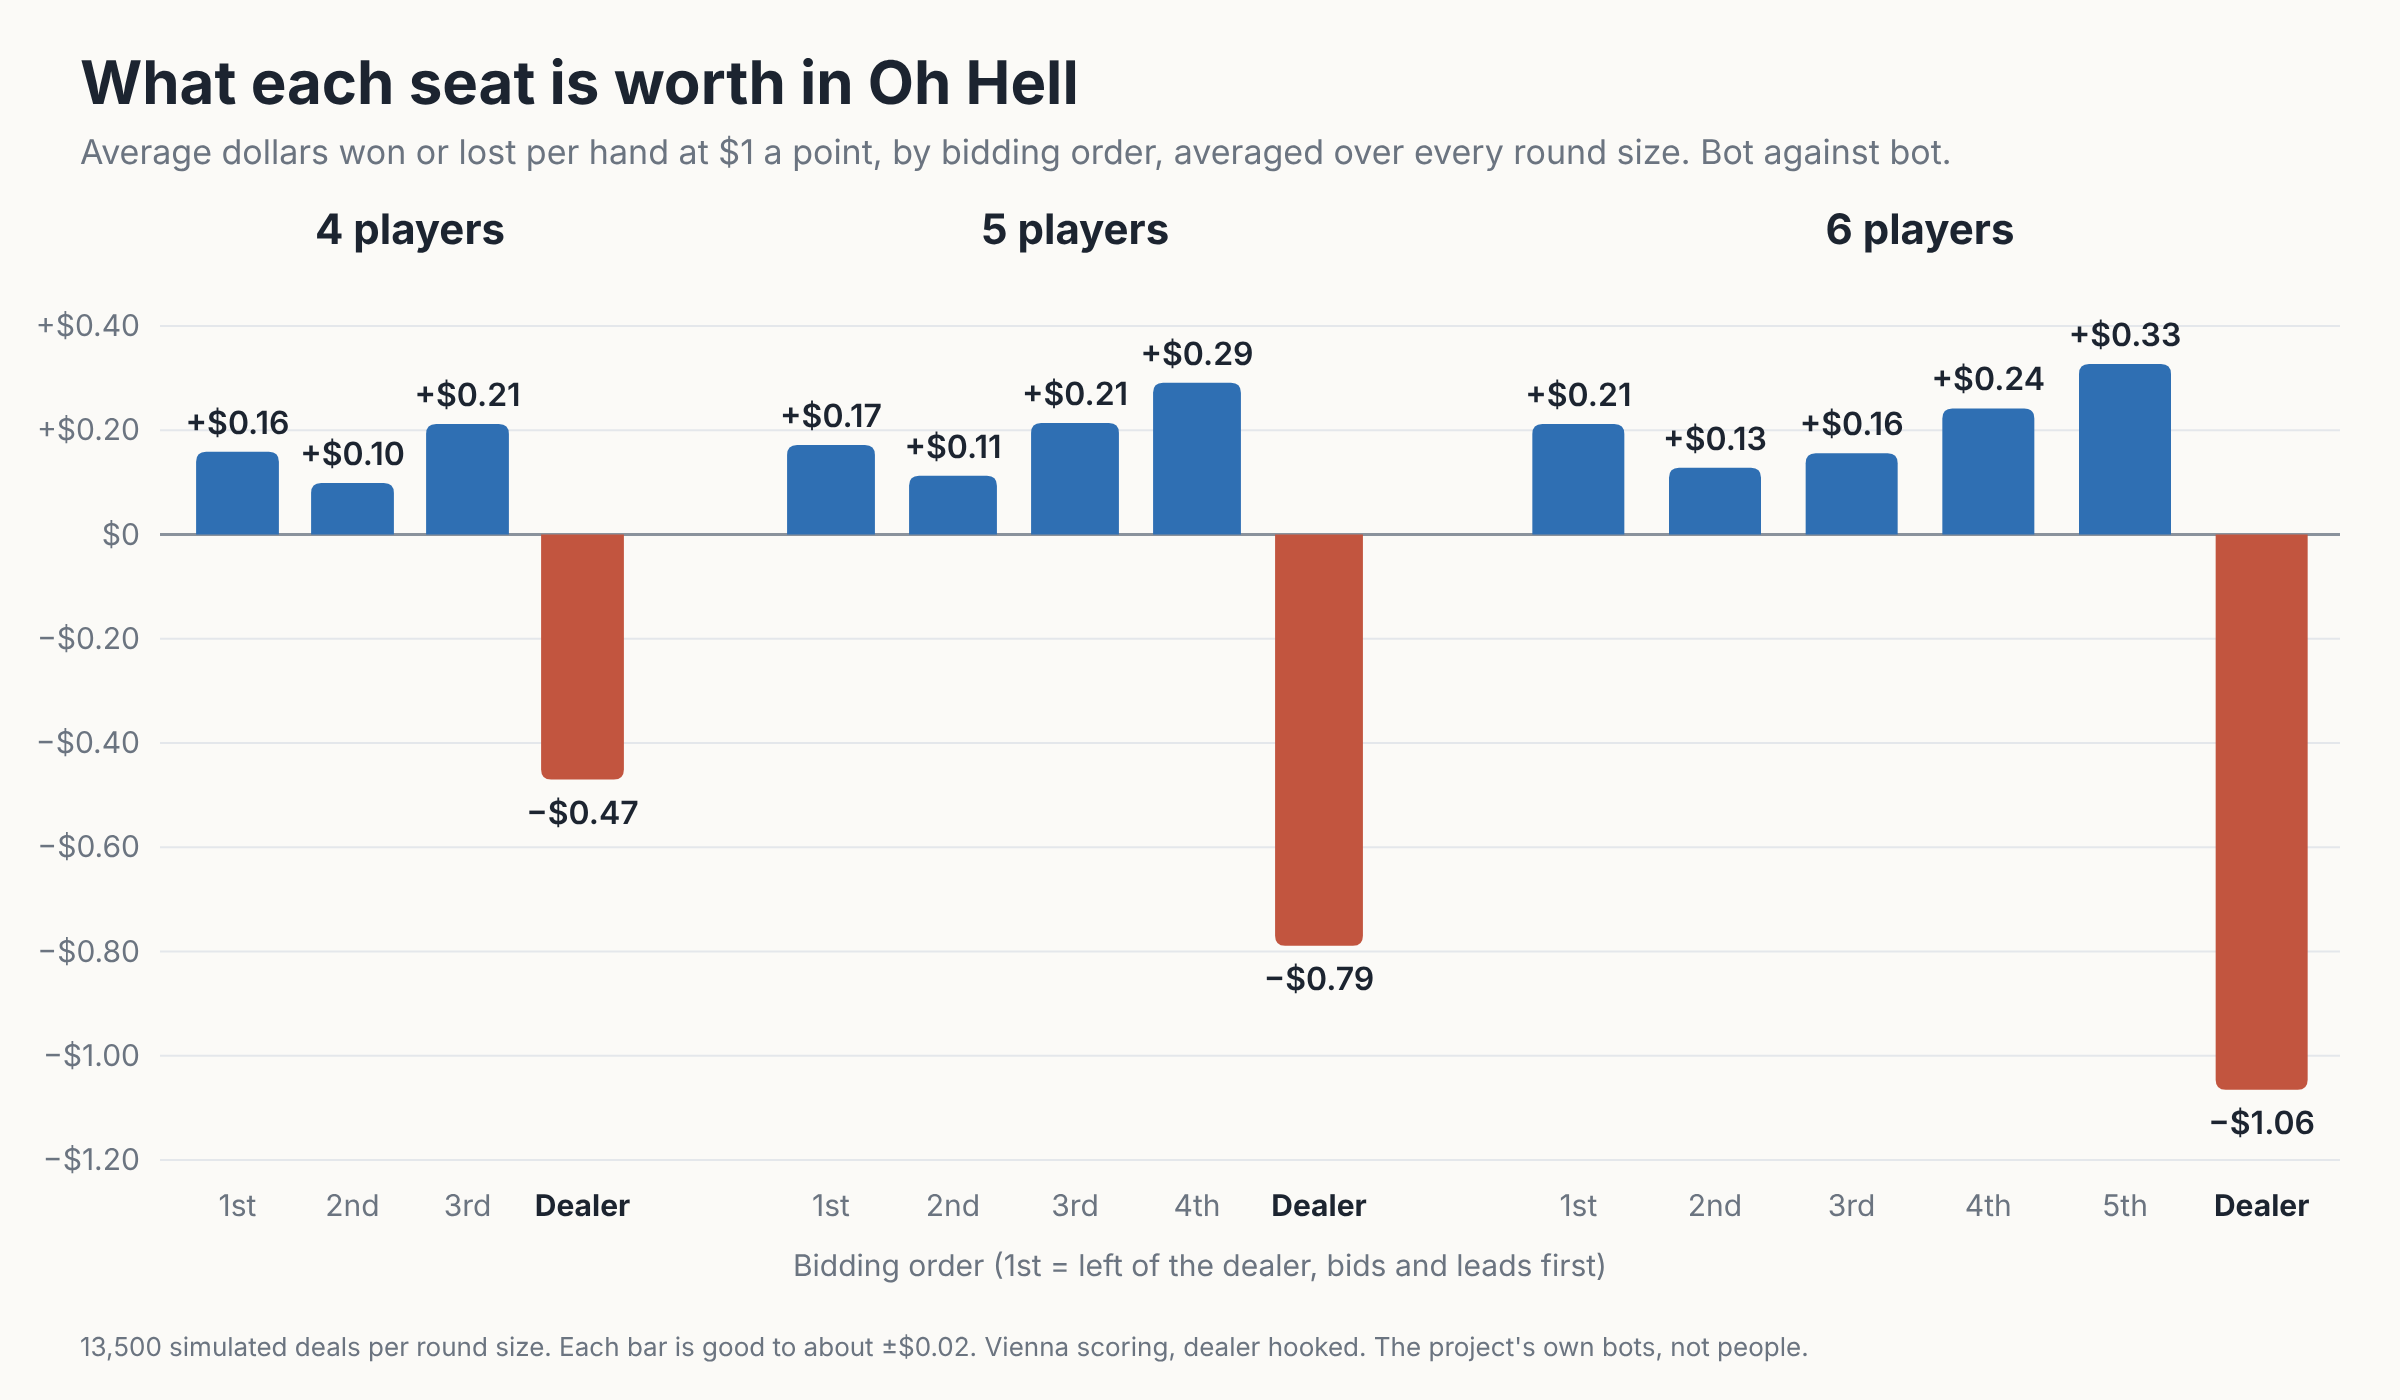 What each seat is worth in Oh Hell
Average dollars won or lost per hand at $1 a point, by bidding order, averaged over every round size. Bot against bot.
4 players 5 players 6 players
+$0.40
+$0.20
$0
−$0.20
−$0.40
−$0.60
−$0.80
−$1.00
−$1.20
+$0.16 +$0.10 +$0.21 −$0.47
+$0.17 +$0.11 +$0.21 +$0.29 −$0.79
+$0.21 +$0.13 +$0.16 +$0.24 +$0.33 −$1.06
1st 2nd 3rd Dealer 1st 2nd 3rd 4th Dealer 1st 2nd 3rd 4th 5th Dealer
Bidding order (1st = left of the dealer, bids and leads first)
13,500 simulated deals per round size. Each bar is good to about ±$0.02. Vienna scoring, dealer hooked. The project's own bots, not people.